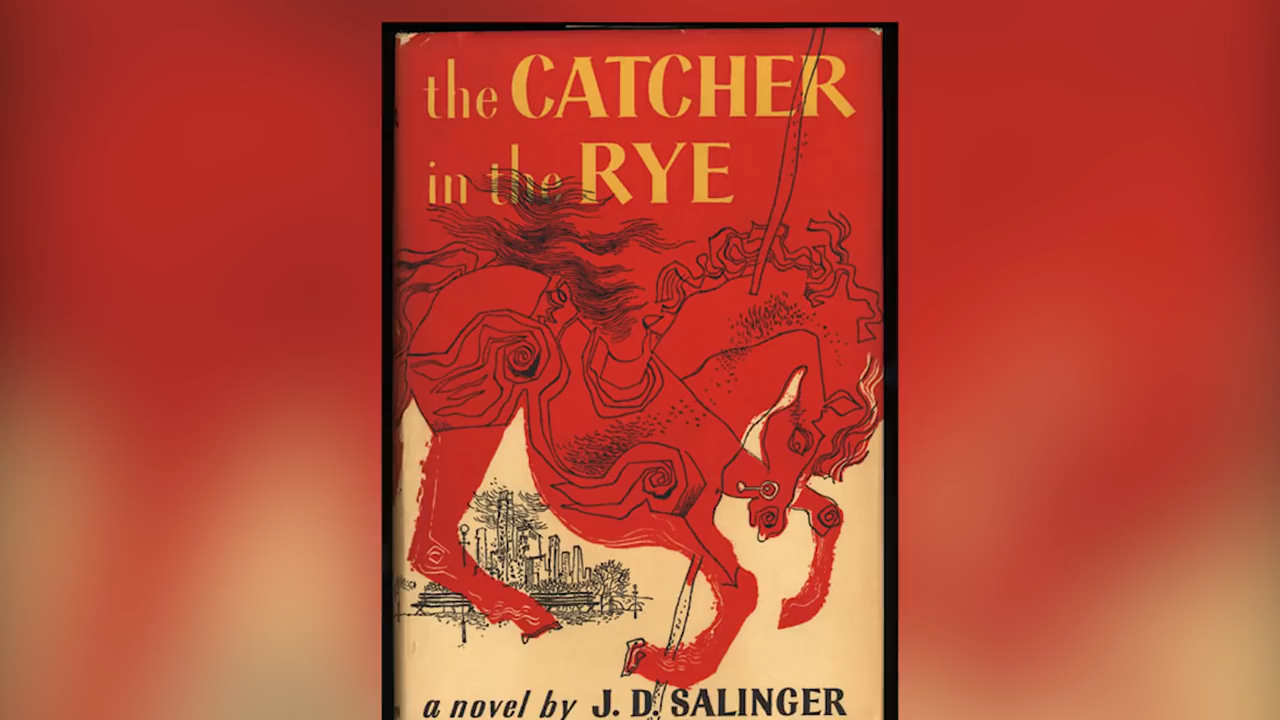 the CATCHER
in the RYE
a novel by J. D. SALINGER